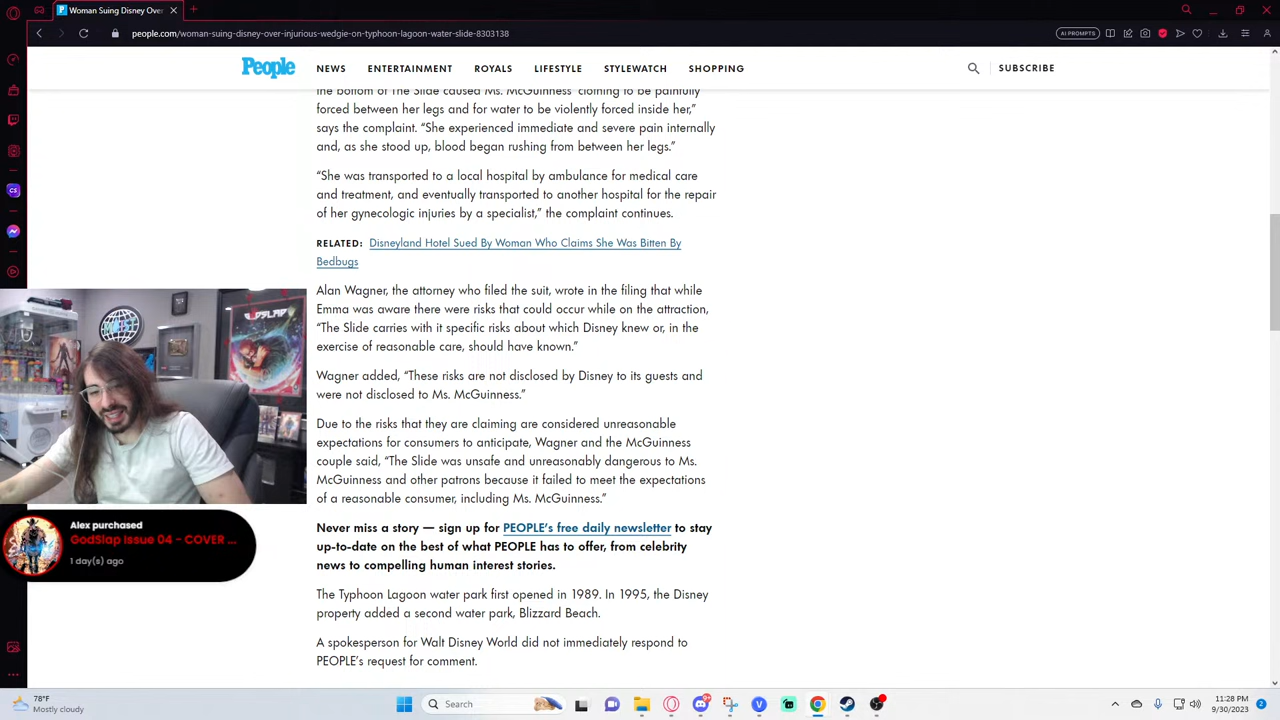 Woman Suing Disney Over
people.com/woman-suing-disney-over-injurious-wedgie-on-typhoon-lagoon-water-slide-8303138
AI PROMPTS
People
NEWS
ENTERTAINMENT
ROYALS
LIFESTYLE
STYLEWATCH
SHOPPING
SUBSCRIBE
the bottom of The Slide caused Ms. McGuinness' clothing to be painfully
forced between her legs and for water to be violently forced inside her,"
says the complaint. "She experienced immediate and severe pain internally
and, as she stood up, blood began rushing from between her legs."
"She was transported to a local hospital by ambulance for medical care
and treatment, and eventually transported to another hospital for the repair
of her gynecologic injuries by a specialist," the complaint continues.
RELATED: Disneyland Hotel Sued By Woman Who Claims She Was Bitten By
Bedbugs
Alan Wagner, the attorney who filed the suit, wrote in the filing that while
Emma was aware there were risks that could occur while on the attraction,
"The Slide carries with it specific risks about which Disney knew or, in the
exercise of reasonable care, should have known."
Wagner added, "These risks are not disclosed by Disney to its guests and
were not disclosed to Ms. McGuinness."
Due to the risks that they are claiming are considered unreasonable
expectations for consumers to anticipate, Wagner and the McGuinness
couple said, "The Slide was unsafe and unreasonably dangerous to Ms.
McGuinness and other patrons because it failed to meet the expectations
of a reasonable consumer, including Ms. McGuinness."
Never miss a story — sign up for PEOPLE's free daily newsletter to stay
up-to-date on the best of what PEOPLE has to offer, from celebrity
news to compelling human interest stories.
The Typhoon Lagoon water park first opened in 1989. In 1995, the Disney
property added a second water park, Blizzard Beach.
A spokesperson for Walt Disney World did not immediately respond to
PEOPLE's request for comment.
GODSLAP
Alex purchased
GodSlap Issue 04 - COVER ...
1 day(s) ago
CS
78°F
Mostly cloudy
Search
11:28 PM
9/30/2023